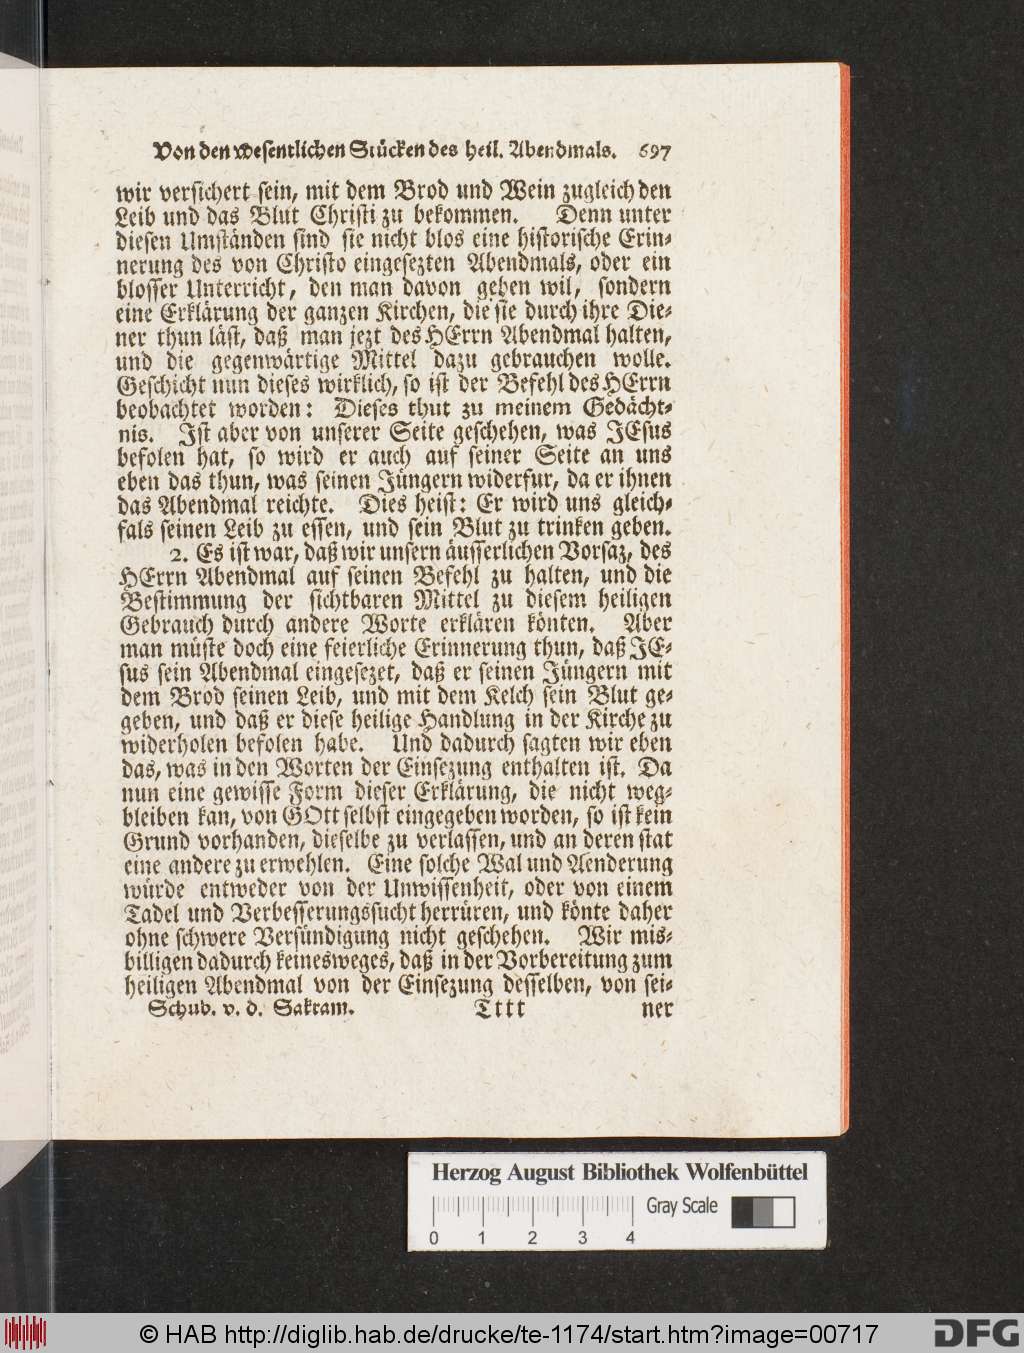 Von den wesentlichen Stücken des heil. Abendmals. 697
wir versichert sein, mit dem Brod und Wein zugleich den
Leib und das Blut Christi zu bekommen. Denn unter
diesen Umständen sind sie nicht blos eine historische Erin-
nerung des von Christo eingesezten Abendmals, oder ein
blosser Unterricht, den man davon geben wil, sondern
eine Erklärung der ganzen Kirchen, die sie durch ihre Die-
ner thun läst, daß man jezt des HErrn Abendmal halten,
und die gegenwärtige Mittel dazu gebrauchen wolle.
Geschicht nun dieses wirklich, so ist der Befehl des HErrn
beobachtet worden: Dieses thut zu meinem Gedächt-
nis. Ist aber von unserer Seite geschehen, was JEsus
befolen hat, so wird er auch auf seiner Seite an uns
eben das thun, was seinen Jüngern widerfur, da er ihnen
das Abendmal reichte. Dies heist: Er wird uns gleich-
fals seinen Leib zu essen, und sein Blut zu trinken geben.
2. Es ist war, daß wir unsern äusserlichen Vorsaz, des
HErrn Abendmal auf seinen Befehl zu halten, und die
Bestimmung der sichtbaren Mittel zu diesem heiligen
Gebrauch durch andere Worte erklären könten. Aber
man müste doch eine feierliche Erinnerung thun, daß JE-
sus sein Abendmal eingesezet, daß er seinen Jüngern mit
dem Brod seinen Leib, und mit dem Kelch sein Blut ge-
geben, und daß er diese heilige Handlung in der Kirche zu
widerholen befolen habe. Und dadurch sagten wir eben
das, was in den Worten der Einsezung enthalten ist. Da
nun eine gewisse Form dieser Erklärung, die nicht weg-
bleiben kan, von GOtt selbst eingegeben worden, so ist kein
Grund vorhanden, dieselbe zu verlassen, und an deren stat
eine andere zu erwehlen. Eine solche Wal und Aenderung
würde entweder von der Unwissenheit, oder von einem
Tadel und Verbesserungssucht herrüren, und könte daher
ohne schwere Versündigung nicht geschehen. Wir mis-
billigen dadurch keinesweges, daß in der Vorbereitung zum
heiligen Abendmal von der Einsezung desselben, von sei-
Schub. v. d. Sakram. Tttt ner
Herzog August Bibliothek Wolfenbüttel
Gray Scale
0 1 2 3 4
© HAB http://diglib.hab.de/drucke/te-1174/start.htm?image=00717
DFG